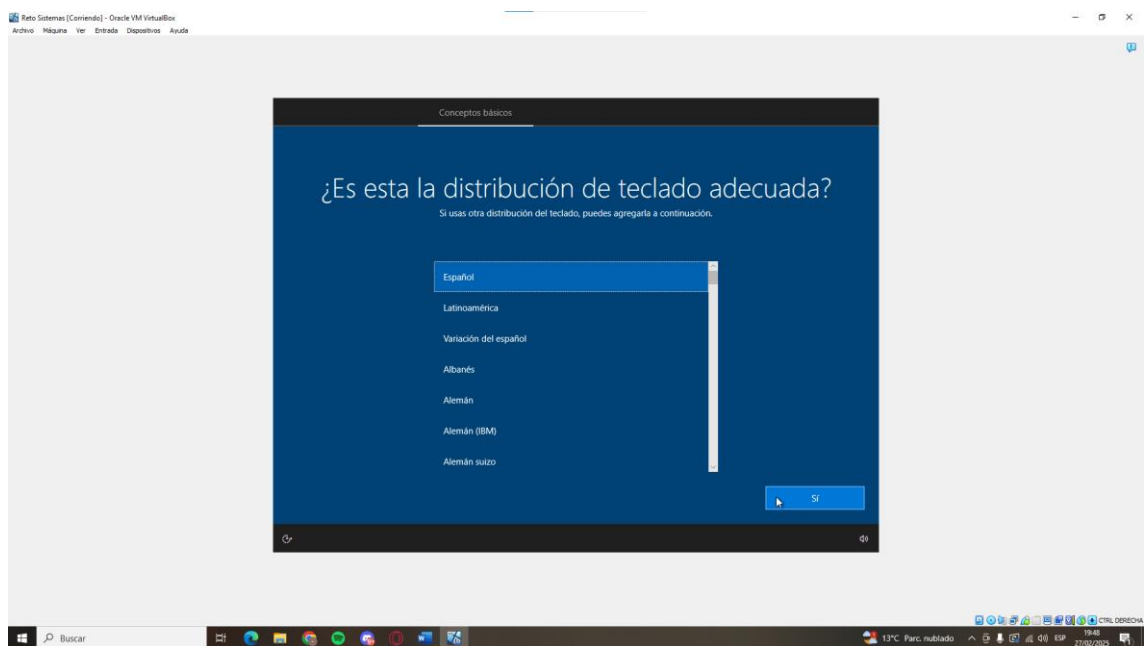 Reto Sistemas [Corriendo] - Oracle VM VirtualBox
Archivo Máquina Ver Entrada Dispositivos Ayuda
Conceptos básicos
¿Es esta la distribución de teclado adecuada?
Si usas otra distribución del teclado, puedes agregarla a continuación.
Español
Latinoamérica
Variación del español
Albanés
Alemán
Alemán (IBM)
Alemán suizo
Sí
CTRL DERECHA
Buscar
13°C Parc. nublado
ESP
19:48
27/02/2025